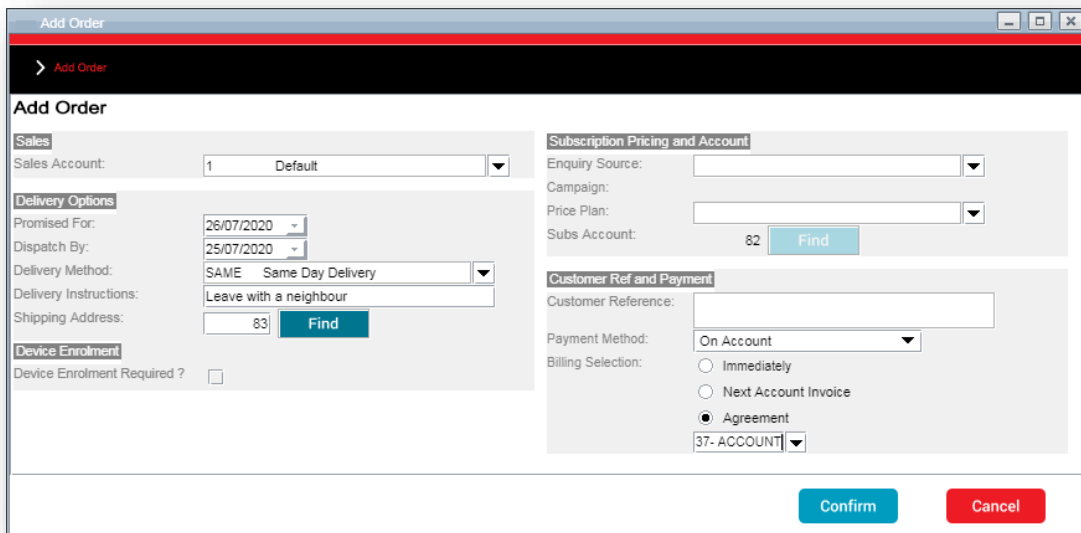 Add Order
Add Order
Add Order
Sales
Sales Account: 1 Default
Delivery Options
Promised For: 26/07/2020
Dispatch By: 25/07/2020
Delivery Method: SAME Same Day Delivery
Delivery Instructions: Leave with a neighbour
Shipping Address: 83 Find
Device Enrolment
Device Enrolment Required ?
Subscription Pricing and Account
Enquiry Source:
Campaign:
Price Plan:
Subs Account: 82 Find
Customer Ref and Payment
Customer Reference:
Payment Method: On Account
Billing Selection: Immediately
Next Account Invoice
Agreement
37- ACCOUNT
Confirm Cancel